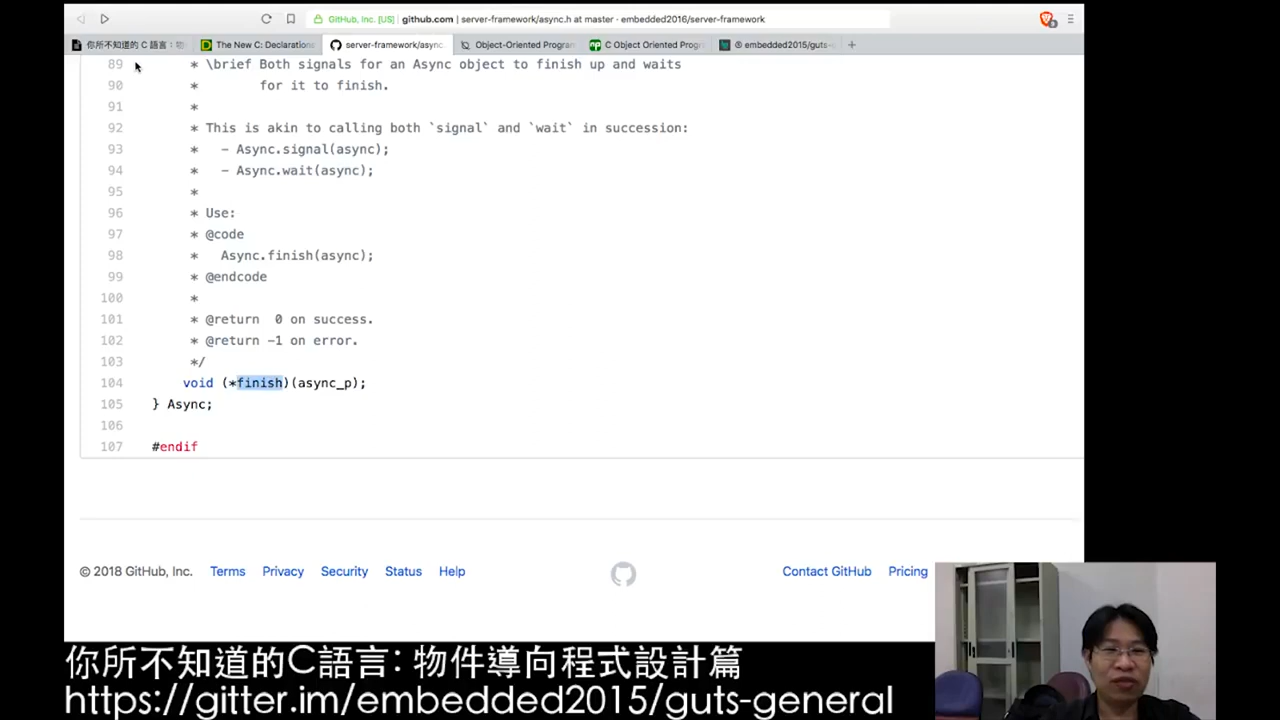 GitHub, Inc. [US] github.com | server-framework/async.h at master · embedded2016/server-framework
你所不知道的 C 語言：物 The New C: Declarations server-framework/async. Object-Oriented Program C Object Oriented Progr embedded2015/guts-g +
89 * \brief Both signals for an Async object to finish up and waits
90 * for it to finish.
91 *
92 * This is akin to calling both `signal` and `wait` in succession:
93 * - Async.signal(async);
94 * - Async.wait(async);
95 *
96 * Use:
97 * @code
98 * Async.finish(async);
99 * @endcode
100 *
101 * @return  0 on success.
102 * @return -1 on error.
103 */
104 void (*finish)(async_p);
105 } Async;
106
107 #endif
© 2018 GitHub, Inc. Terms Privacy Security Status Help Contact GitHub Pricing
你所不知道的C語言: 物件導向程式設計篇
https://gitter.im/embedded2015/guts-general